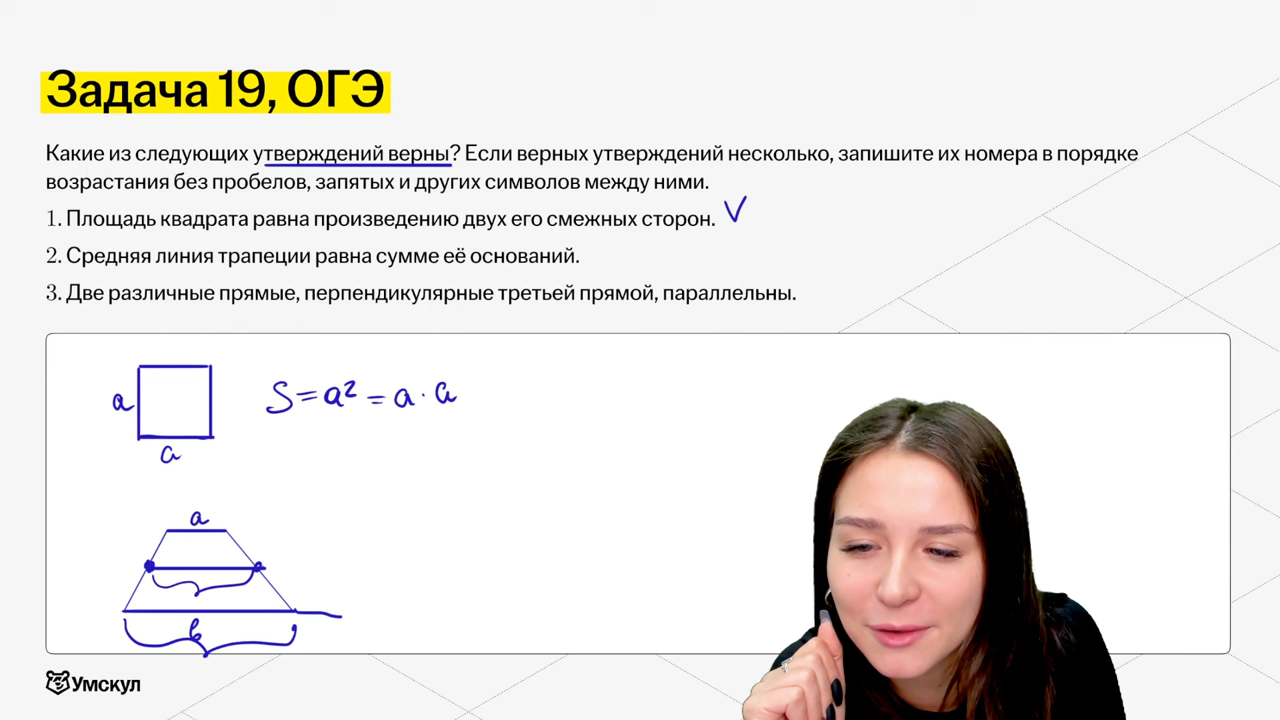 Задача 19, ОГЭ
Какие из следующих утверждений верны? Если верных утверждений несколько, запишите их номера в порядке
возрастания без пробелов, запятых и других символов между ними.
1. Площадь квадрата равна произведению двух его смежных сторон. V
2. Средняя линия трапеции равна сумме её оснований.
3. Две различные прямые, перпендикулярные третьей прямой, параллельны.
a S = a² = a · a
a
a
b
Умскул